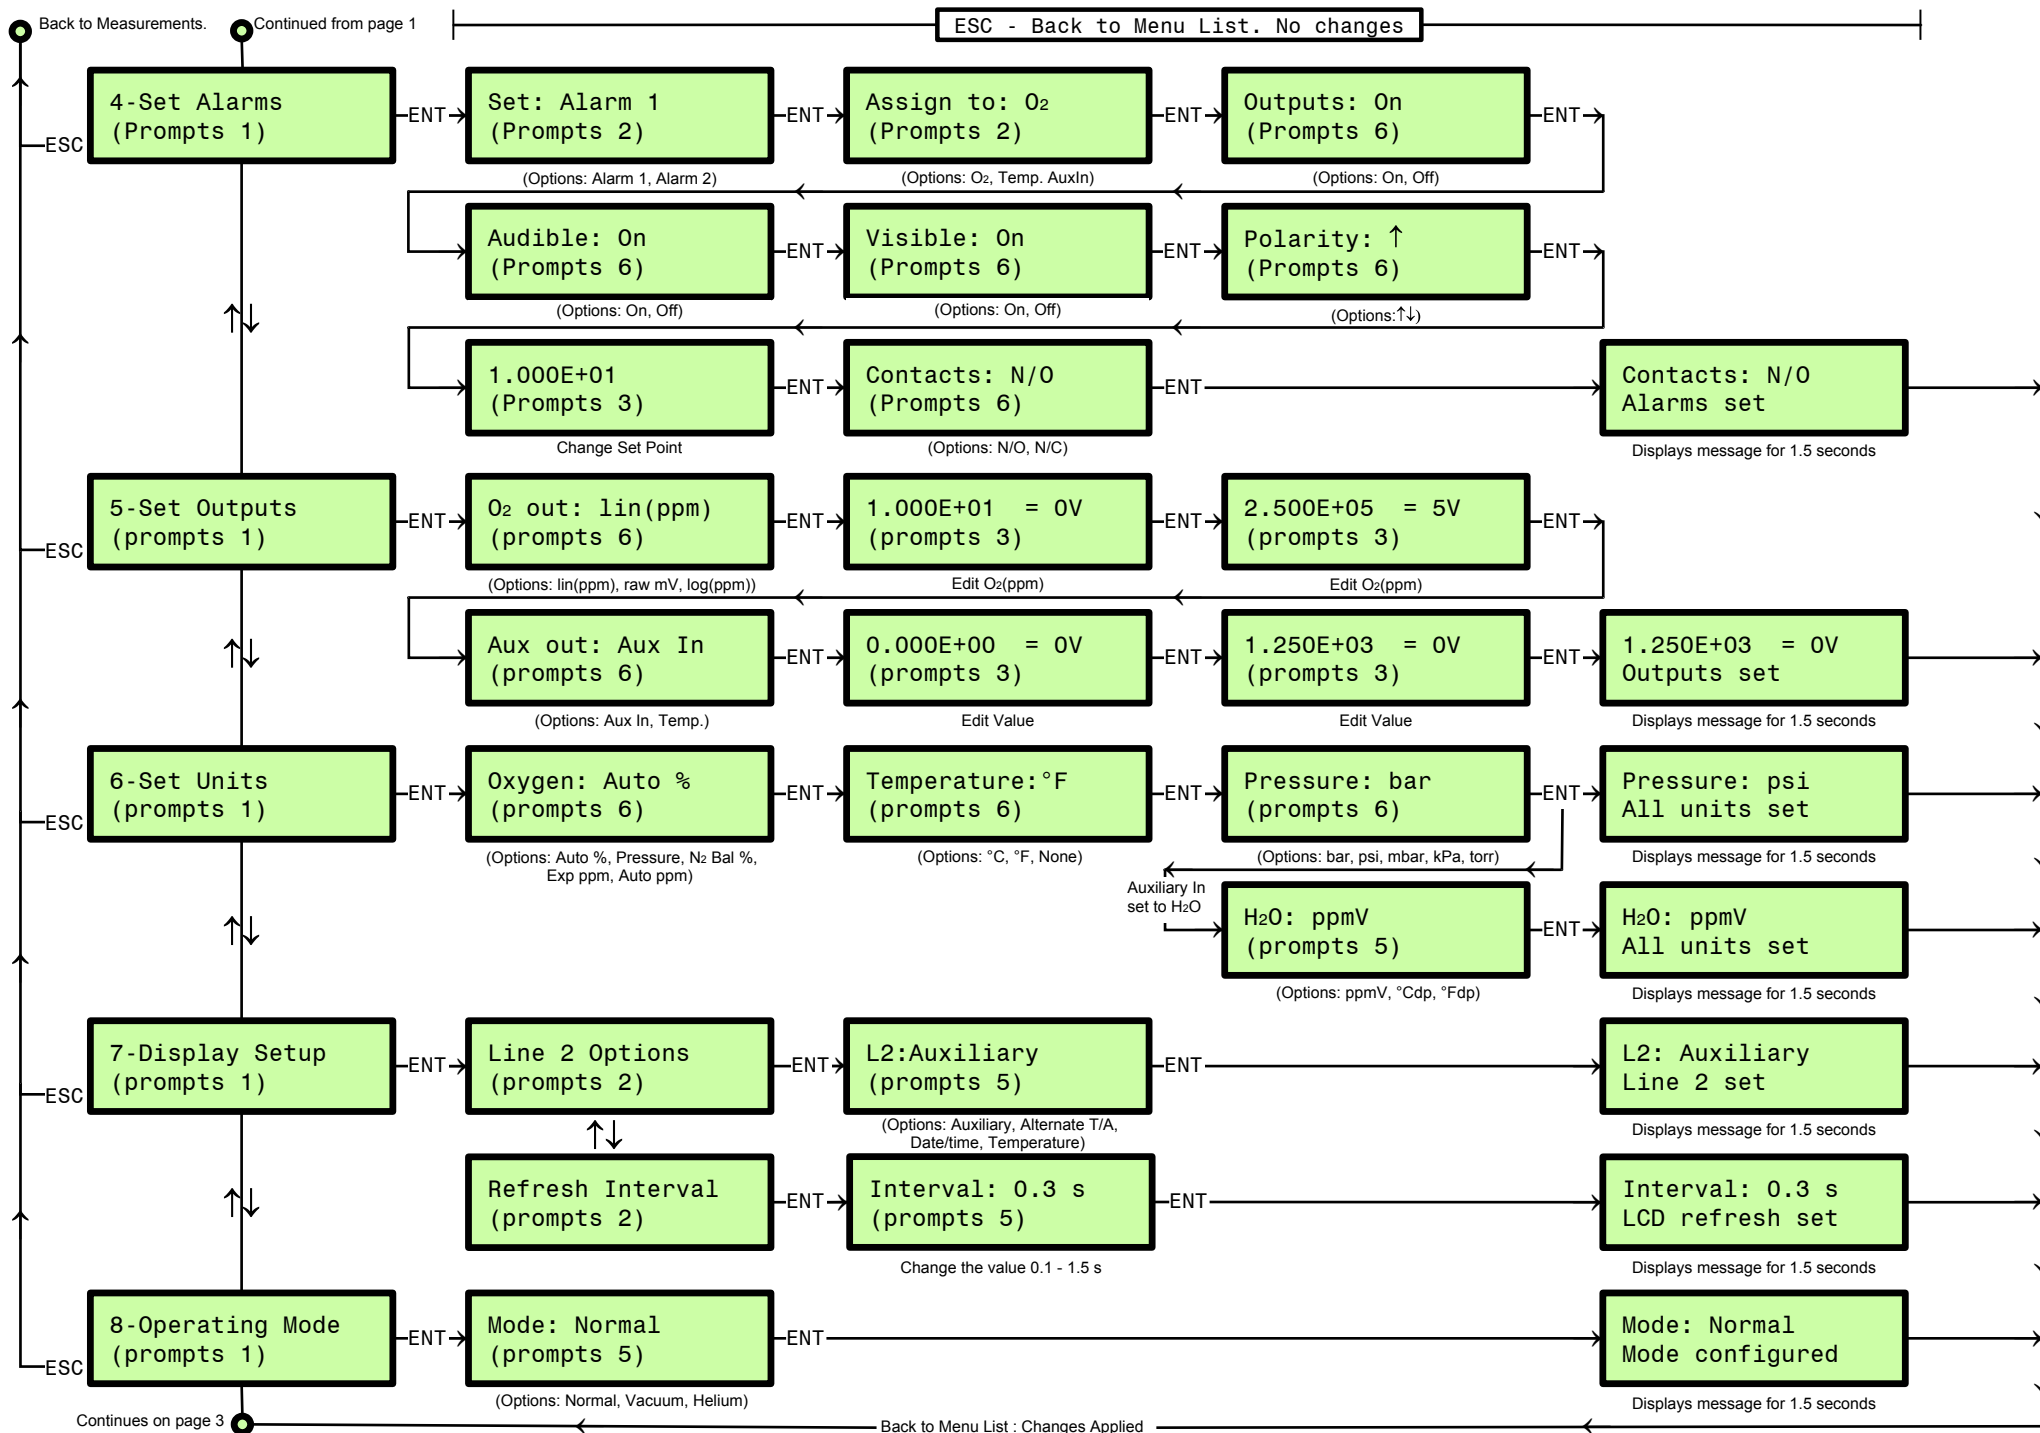 Back to Measurements.
Continued from page 1
ESC - Back to Menu List. No changes
4-Set Alarms
(Prompts 1)
ENT
Set: Alarm 1
(Prompts 2)
ENT
Assign to: O₂
(Prompts 2)
ENT
Outputs: On
(Prompts 6)
ENT
ESC
(Options: Alarm 1, Alarm 2)
(Options: O₂, Temp. AuxIn)
(Options: On, Off)
Audible: On
(Prompts 6)
ENT
Visible: On
(Prompts 6)
ENT
Polarity: ↑
(Prompts 6)
ENT
(Options: On, Off)
(Options: On, Off)
(Options:↑↓)
↑↓
1.000E+01
(Prompts 3)
ENT
Contacts: N/O
(Prompts 6)
ENT
Contacts: N/O
Alarms set
Change Set Point
(Options: N/O, N/C)
Displays message for 1.5 seconds
5-Set Outputs
(prompts 1)
ENT
O₂ out: lin(ppm)
(prompts 6)
ENT
1.000E+01 = 0V
(prompts 3)
ENT
2.500E+05 = 5V
(prompts 3)
ENT
ESC
(Options: lin(ppm), raw mV, log(ppm))
Edit O₂(ppm)
Edit O₂(ppm)
↑↓
Aux out: Aux In
(prompts 6)
ENT
0.000E+00 = 0V
(prompts 3)
ENT
1.250E+03 = 0V
(prompts 3)
ENT
1.250E+03 = 0V
Outputs set
(Options: Aux In, Temp.)
Edit Value
Edit Value
Displays message for 1.5 seconds
6-Set Units
(prompts 1)
ENT
Oxygen: Auto %
(prompts 6)
ENT
Temperature:°F
(prompts 6)
ENT
Pressure: bar
(prompts 6)
ENT
Pressure: psi
All units set
ESC
(Options: Auto %, Pressure, N₂ Bal %,
Exp ppm, Auto ppm)
(Options: °C, °F, None)
(Options: bar, psi, mbar, kPa, torr)
Displays message for 1.5 seconds
↑↓
Auxiliary In
set to H₂O
H₂O: ppmV
(prompts 5)
ENT
H₂O: ppmV
All units set
(Options: ppmV, °Cdp, °Fdp)
Displays message for 1.5 seconds
7-Display Setup
(prompts 1)
ENT
Line 2 Options
(prompts 2)
ENT
L2:Auxiliary
(prompts 5)
ENT
L2: Auxiliary
Line 2 set
ESC
↑↓
(Options: Auxiliary, Alternate T/A,
Date/time, Temperature)
Displays message for 1.5 seconds
↑↓
Refresh Interval
(prompts 2)
ENT
Interval: 0.3 s
(prompts 5)
ENT
Interval: 0.3 s
LCD refresh set
Change the value 0.1 - 1.5 s
Displays message for 1.5 seconds
8-Operating Mode
(prompts 1)
ENT
Mode: Normal
(prompts 5)
ENT
Mode: Normal
Mode configured
ESC
(Options: Normal, Vacuum, Helium)
Displays message for 1.5 seconds
Continues on page 3
Back to Menu List : Changes Applied